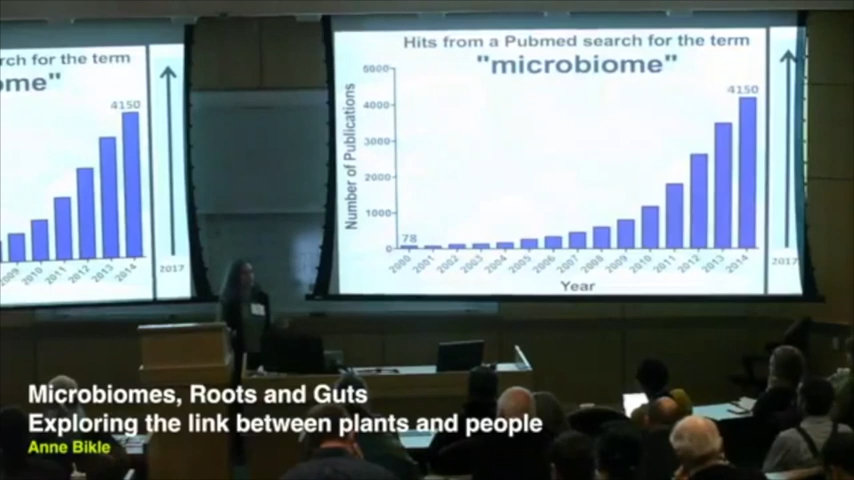 rch for the term
ome"
4150
2009 2010 2011 2012 2013 2014
2017
Hits from a Pubmed search for the term
"microbiome"
Number of Publications
5000
4000
3000
2000
1000
0
78
4150
2000 2001 2002 2003 2004 2005 2006 2007 2008 2009 2010 2011 2012 2013 2014
2017
Year
Microbiomes, Roots and Guts
Exploring the link between plants and people
Anne Bikle